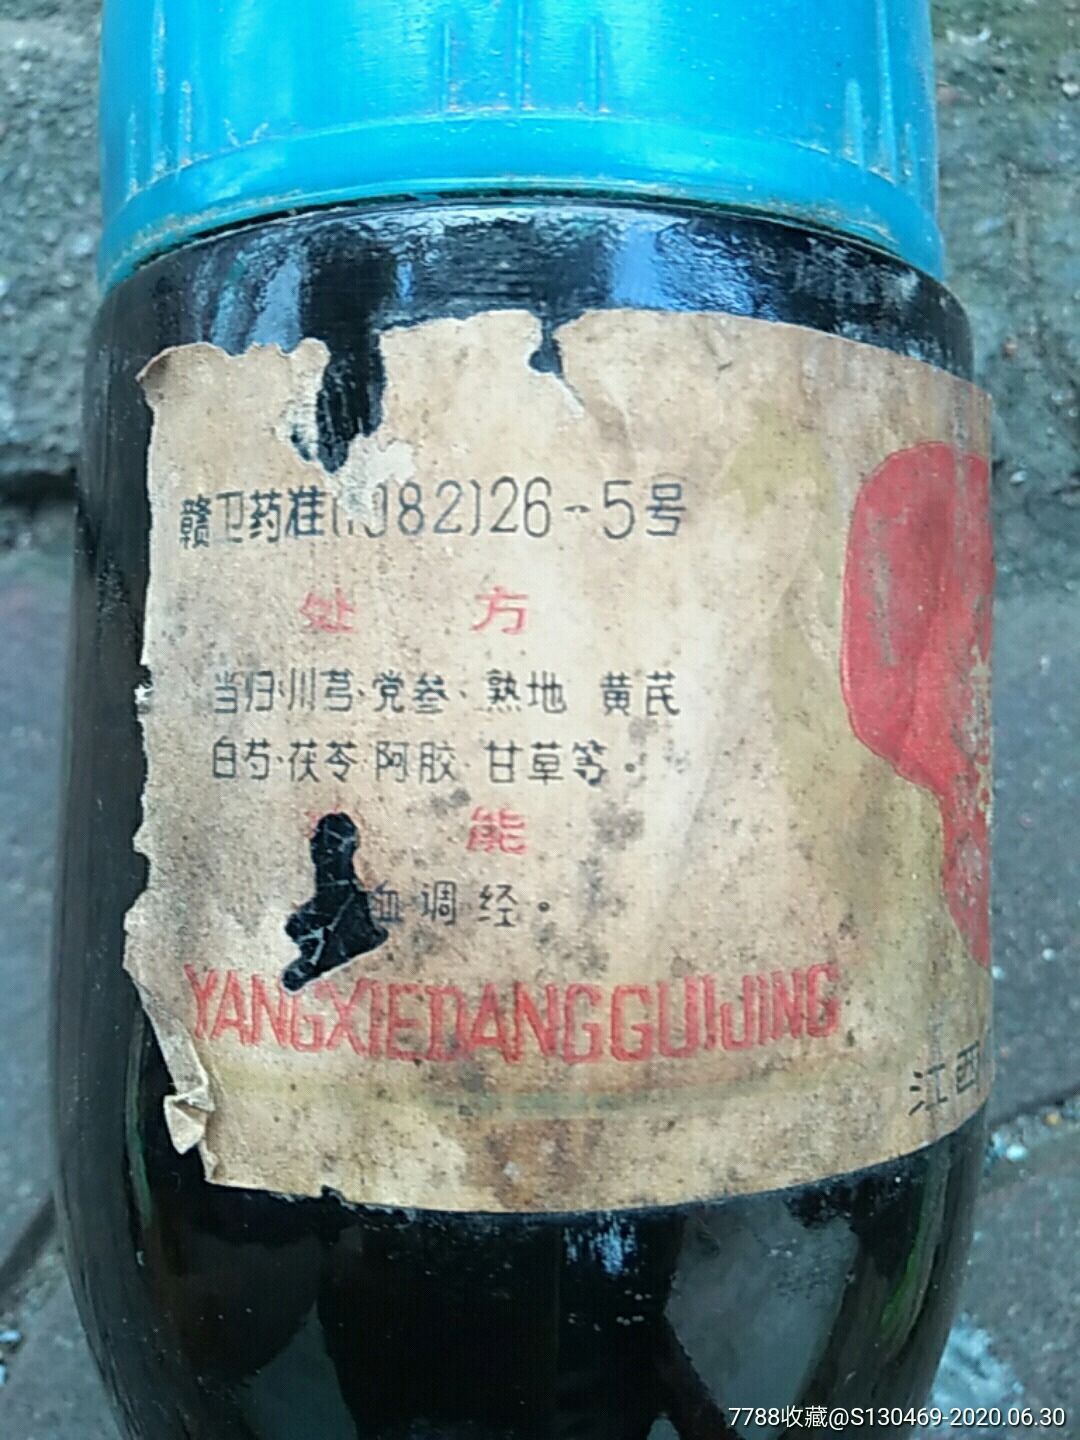 赣卫药准(1982)126-5号
处 方
当归·川芎·党参、熟地 黄芪
白芍·茯苓·阿胶 甘草等。
能
血调经。
YANGXIEDANGGUIJING
江西
7788收藏@S130469-2020.06.30